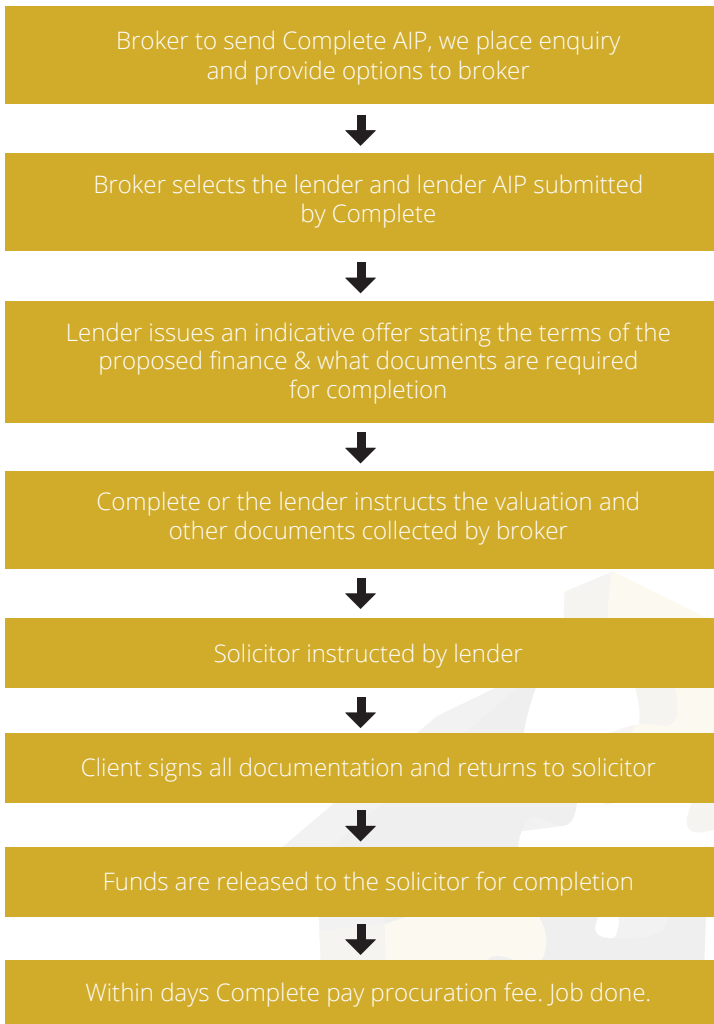 Broker to send Complete AIP, we place enquiry
and provide options to broker
Broker selects the lender and lender AIP submitted
by Complete
Lender issues an indicative offer stating the terms of the
proposed finance & what documents are required
for completion
Complete or the lender instructs the valuation and
other documents collected by broker
Solicitor instructed by lender
Client signs all documentation and returns to solicitor
Funds are released to the solicitor for completion
Within days Complete pay procuration fee. Job done.